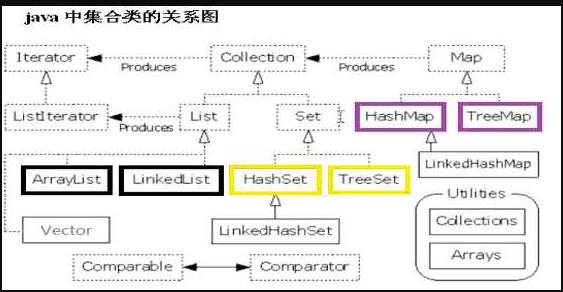 java 中集合类的关系图
Iterator Produces Collection Produces Map
ListIterator Produces List Set HashMap TreeMap
ArrayList LinkedList HashSet TreeSet LinkedHashMap
Utilities
Vector LinkedHashSet Collections
Comparable Comparator Arrays